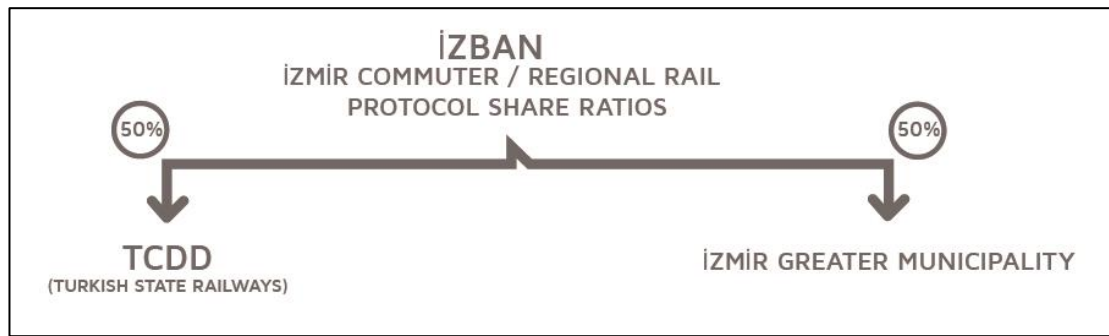 İZBAN
İZMİR COMMUTER / REGIONAL RAIL
PROTOCOL SHARE RATIOS
50%
50%
TCDD
(TURKISH STATE RAILWAYS)
İZMİR GREATER MUNICIPALITY